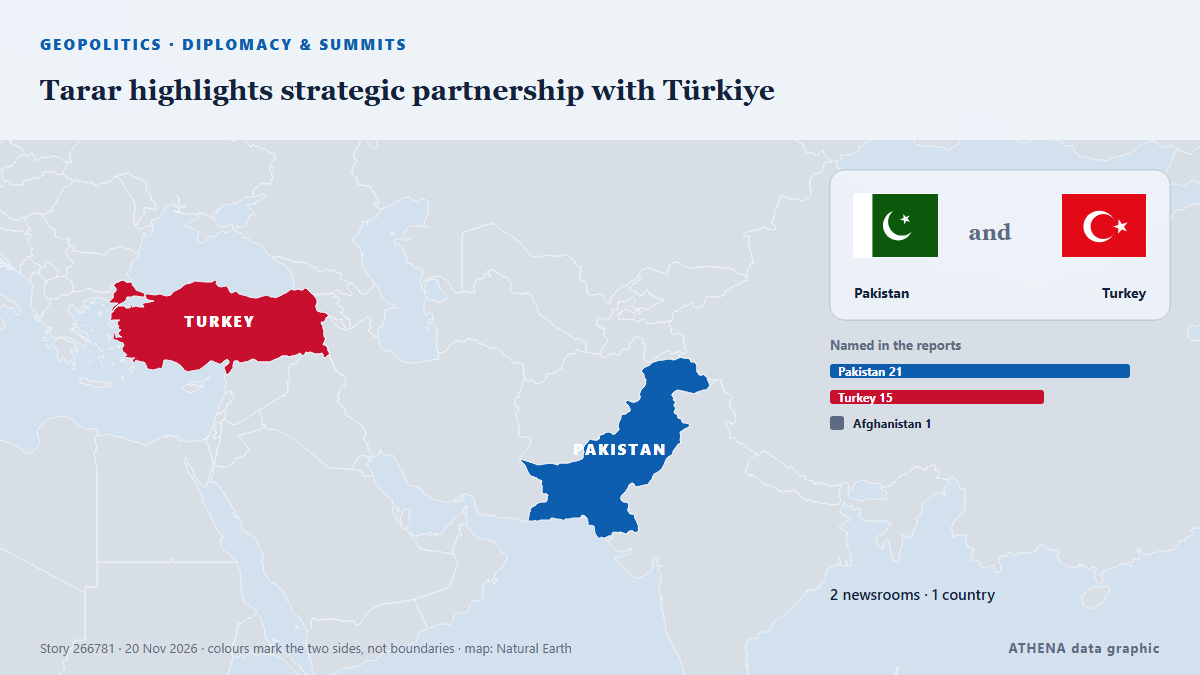 GEOPOLITICS · DIPLOMACY & SUMMITS
Tarar highlights strategic partnership with Türkiye
TURKEY
PAKISTAN
and
Pakistan
Turkey
Named in the reports
Pakistan 21
Turkey 15
Afghanistan 1
2 newsrooms · 1 country
Story 266781 · 20 Nov 2026 · colours mark the two sides, not boundaries · map: Natural Earth
ATHENA data graphic